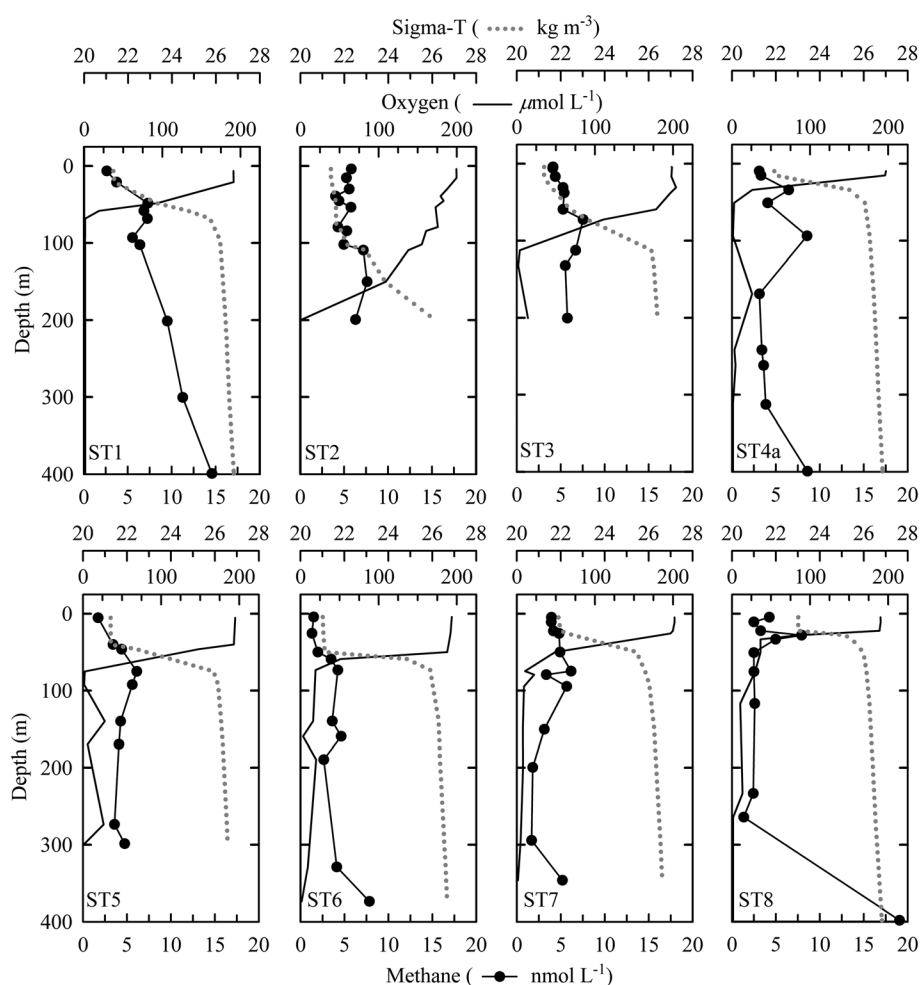 Sigma-T ( kg m⁻³)
20 22 24 26 28 20 22 24 26 28 20 22 24 26 28 20 22 24 26 28
Oxygen ( μmol L⁻¹)
0 100 200 0 100 200 0 100 200 0 100 200
0
100
200
300
400
Depth (m)
ST1 ST2 ST3 ST4a
0 5 10 15 20 0 5 10 15 20 0 5 10 15 20 0 5 10 15 20
20 22 24 26 28 20 22 24 26 28 20 22 24 26 28 20 22 24 26 28
0 100 200 0 100 200 0 100 200 0 100 200
0
100
200
300
400
Depth (m)
ST5 ST6 ST7 ST8
0 5 10 15 20 0 5 10 15 20 0 5 10 15 20 0 5 10 15 20
Methane ( nmol L⁻¹)